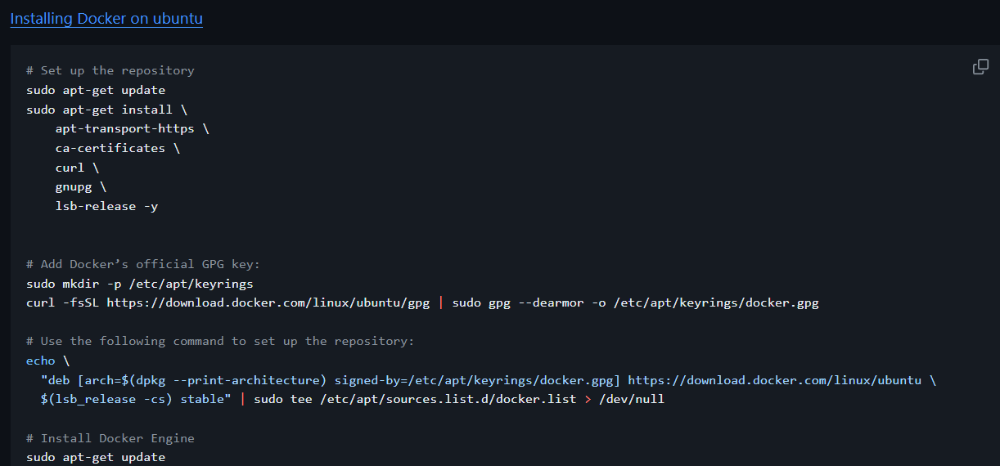 Installing Docker on ubuntu
# Set up the repository
sudo apt-get update
sudo apt-get install \
    apt-transport-https \
    ca-certificates \
    curl \
    gnupg \
    lsb-release -y
# Add Docker’s official GPG key:
sudo mkdir -p /etc/apt/keyrings
curl -fsSL https://download.docker.com/linux/ubuntu/gpg | sudo gpg --dearmor -o /etc/apt/keyrings/docker.gpg
# Use the following command to set up the repository:
echo \
  "deb [arch=$(dpkg --print-architecture) signed-by=/etc/apt/keyrings/docker.gpg] https://download.docker.com/linux/ubuntu \
  $(lsb_release -cs) stable" | sudo tee /etc/apt/sources.list.d/docker.list > /dev/null
# Install Docker Engine
sudo apt-get update